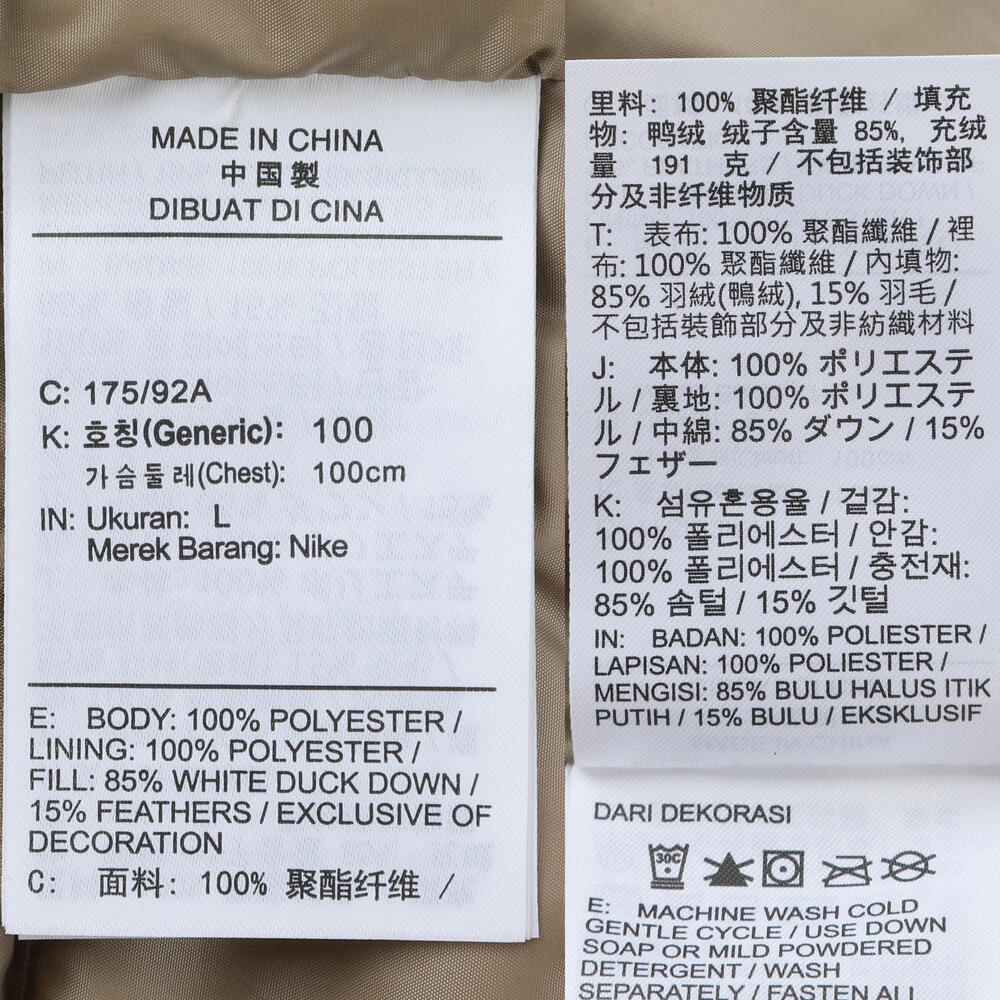 MADE IN CHINA
中国製
DIBUAT DI CINA
C: 175/92A
K: 호칭(Generic): 100
가슴둘레(Chest): 100cm
IN: Ukuran: L
Merek Barang: Nike
E: BODY: 100% POLYESTER /
LINING: 100% POLYESTER /
FILL: 85% WHITE DUCK DOWN /
15% FEATHERS / EXCLUSIVE OF
DECORATION
C: 面料: 100% 聚酯纤维 /
里料: 100% 聚酯纤维 / 填充
物: 鸭绒 绒子含量 85%, 充绒
量 191 克 / 不包括装饰部
分及非纤维物质
T: 表布: 100% 聚酯纖維 / 裡
布: 100% 聚酯纖維 / 內填物:
85% 羽絨(鴨絨), 15% 羽毛 /
不包括裝飾部分及非紡織材料
J: 本体: 100% ポリエステ
ル / 裏地: 100% ポリエステ
ル / 中綿: 85% ダウン / 15%
フェザー
K: 섬유혼용율 / 겉감:
100% 폴리에스터 / 안감:
100% 폴리에스터 / 충전재:
85% 솜털 / 15% 깃털
IN: BADAN: 100% POLIESTER /
LAPISAN: 100% POLIESTER /
MENGISI: 85% BULU HALUS ITIK
PUTIH / 15% BULU / EKSKLUSIF
DARI DEKORASI
30C
E: MACHINE WASH COLD
GENTLE CYCLE / USE DOWN
SOAP OR MILD POWDERED
DETERGENT / WASH
SEPARATELY / FASTEN ALL